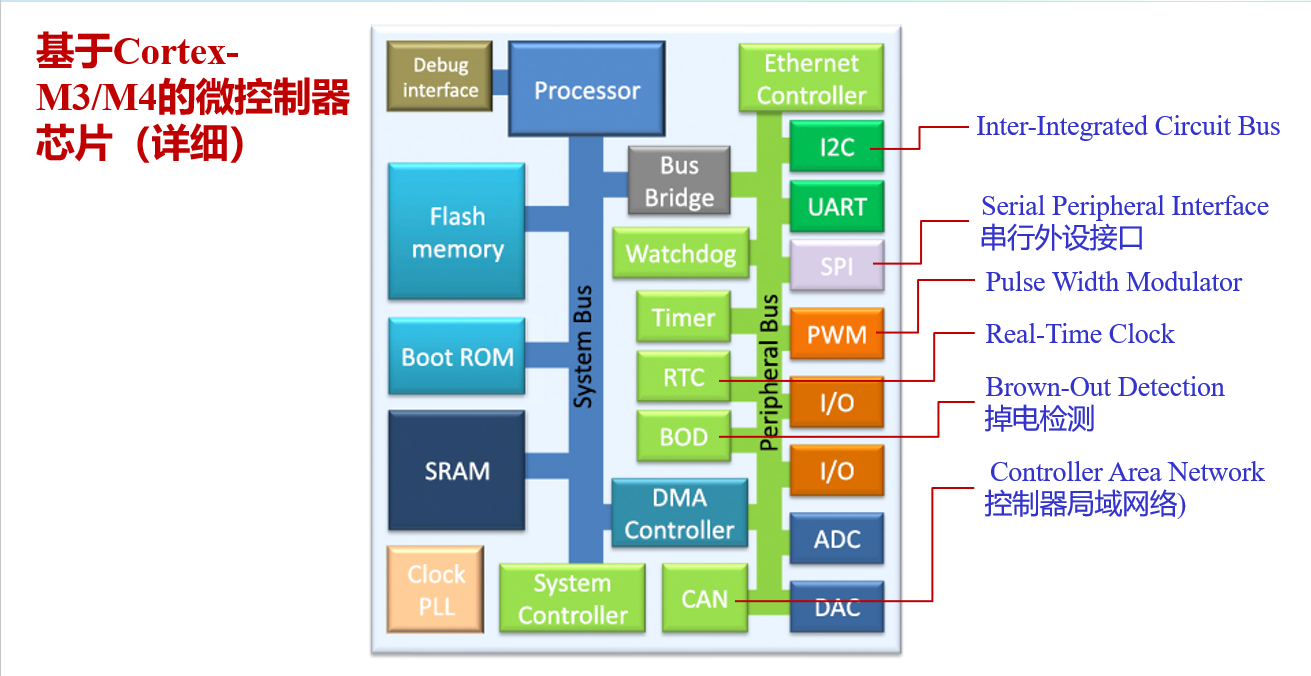 基于Cortex-
M3/M4的微控制器
芯片（详细）
Debug
interface
Processor
Ethernet
Controller
I2C
Inter-Integrated Circuit Bus
Bus
Bridge
Flash
memory
UART
Serial Peripheral Interface
串行外设接口
Watchdog
SPI
Pulse Width Modulator
Timer
PWM
Real-Time Clock
System Bus
Peripheral Bus
Boot ROM
RTC
I/O
Brown-Out Detection
掉电检测
BOD
SRAM
I/O
Controller Area Network
控制器局域网络)
DMA
Controller
ADC
Clock
PLL
System
Controller
CAN
DAC